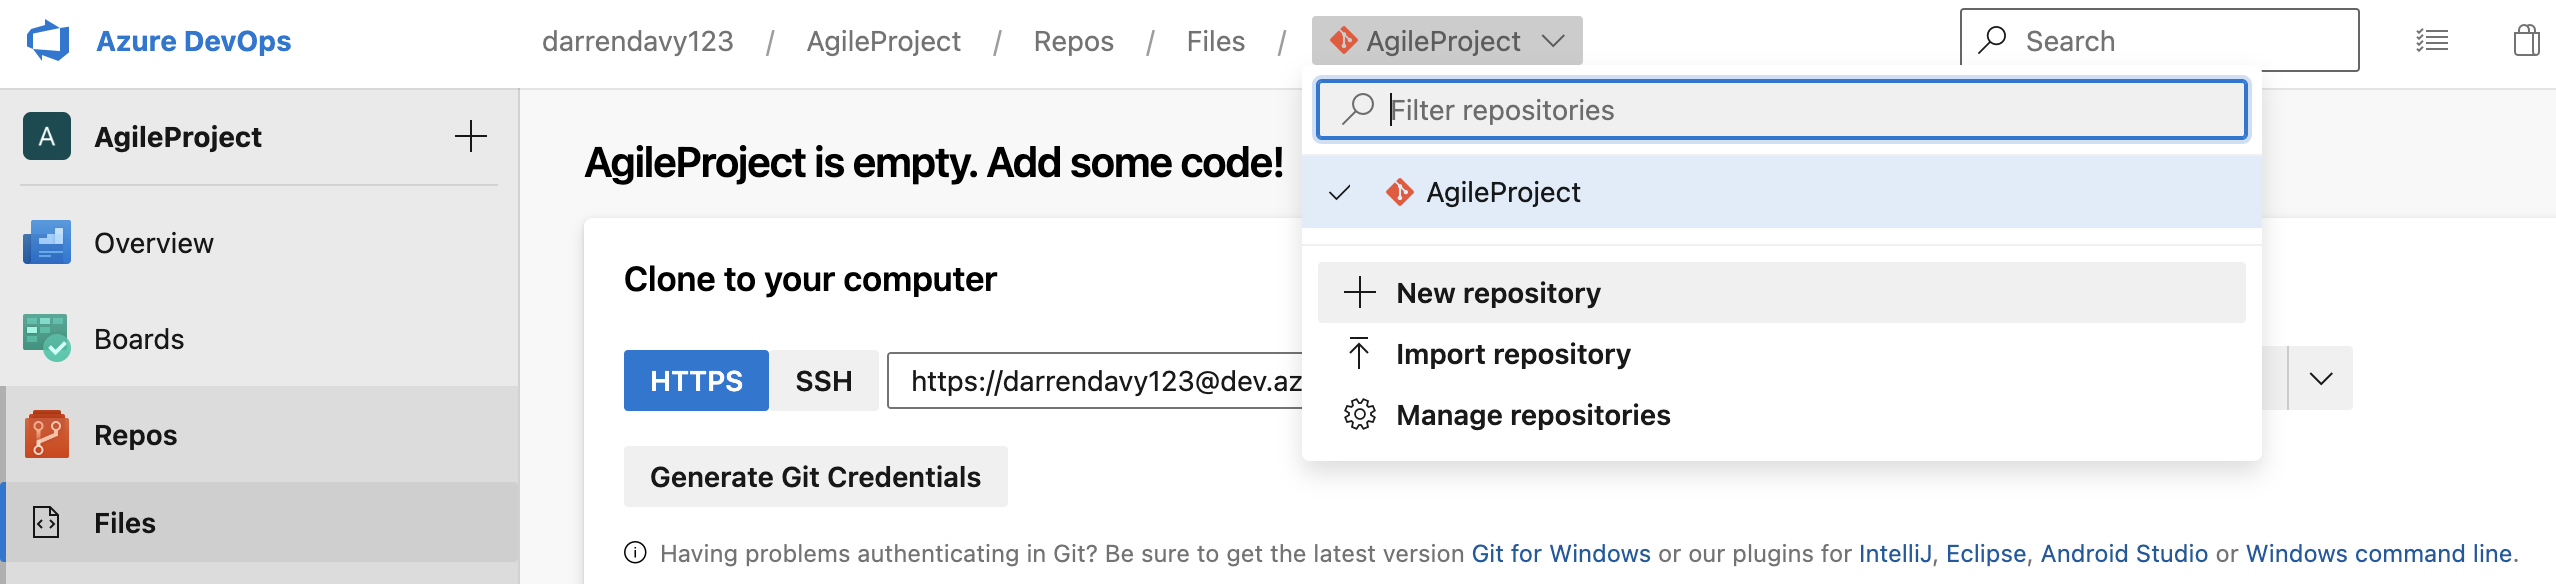 Azure DevOps
darrendavy123 / AgileProject / Repos / Files / AgileProject
Search
A AgileProject
Overview
Boards
Repos
Files
AgileProject is empty. Add some code!
Filter repositories
AgileProject
New repository
Import repository
Manage repositories
Clone to your computer
HTTPS SSH https://darrendavy123@dev.az
Generate Git Credentials
Having problems authenticating in Git? Be sure to get the latest version Git for Windows or our plugins for IntelliJ, Eclipse, Android Studio or Windows command line.